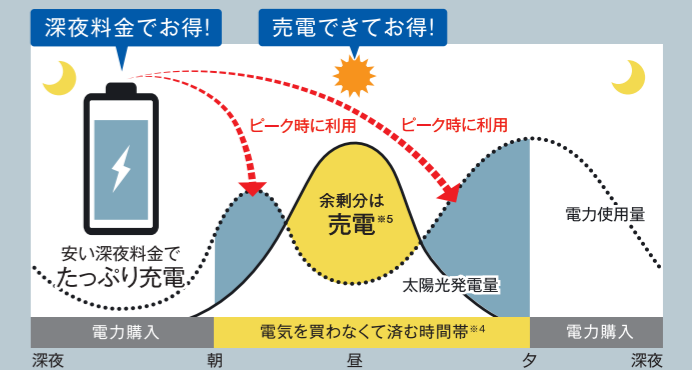 深夜料金でお得!
売電できてお得!
ピーク時に利用
ピーク時に利用
余剰分は
売電※5
電力使用量
安い深夜料金で
たっぷり充電
太陽光発電量
電力購入
電気を買わなくて済む時間帯※4
電力購入
深夜
朝
昼
夕
深夜